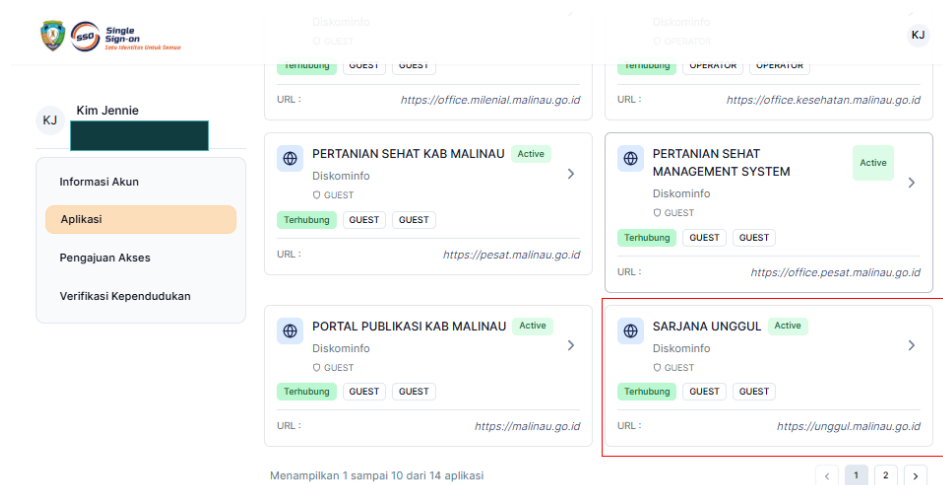 SSO
Single
Sign-on
Satu Identitas Untuk Semua
KJ
KJ
Kim Jennie
Informasi Akun
Aplikasi
Pengajuan Akses
Verifikasi Kependudukan
Diskominfo
GUEST
Terhubung GUEST GUEST
URL : https://office.milenial.malinau.go.id
Diskominfo
OPERATOR
Terhubung OPERATOR OPERATOR
URL : https://office.kesehatan.malinau.go.id
PERTANIAN SEHAT KAB MALINAU Active
Diskominfo
GUEST
Terhubung GUEST GUEST
URL : https://pesat.malinau.go.id
PERTANIAN SEHAT
MANAGEMENT SYSTEM Active
Diskominfo
GUEST
Terhubung GUEST GUEST
URL : https://office.pesat.malinau.go.id
PORTAL PUBLIKASI KAB MALINAU Active
Diskominfo
GUEST
Terhubung GUEST GUEST
URL : https://malinau.go.id
SARJANA UNGGUL Active
Diskominfo
GUEST
Terhubung GUEST GUEST
URL : https://unggul.malinau.go.id
Menampilkan 1 sampai 10 dari 14 aplikasi
< 1 2 >